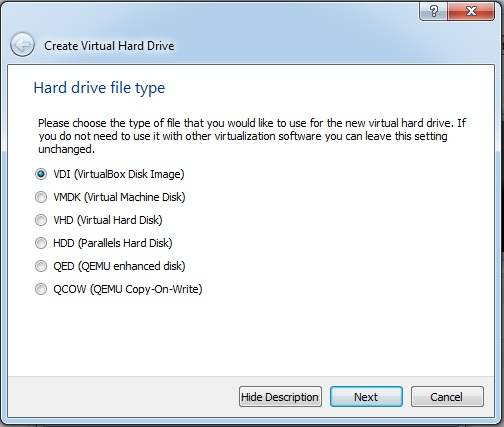 ?
x
Create Virtual Hard Drive
Hard drive file type
Please choose the type of file that you would like to use for the new virtual hard drive. If
you do not need to use it with other virtualization software you can leave this setting
unchanged.
VDI (VirtualBox Disk Image)
VMDK (Virtual Machine Disk)
VHD (Virtual Hard Disk)
HDD (Parallels Hard Disk)
QED (QEMU enhanced disk)
QCOW (QEMU Copy-On-Write)
Hide Description
Next
Cancel